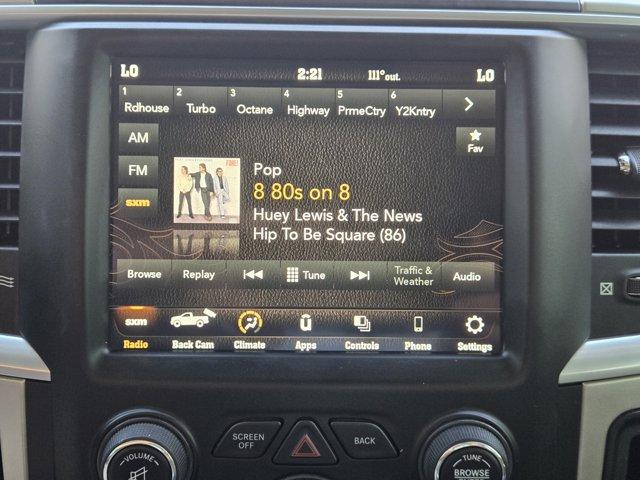 LO 2:21 111°out. LO
1 2 3 4 5 6
Rdhouse Turbo Octane Highway PrmeCtry Y2Kntry
AM
Fav
FM
sxm
Pop
8 80s on 8
Huey Lewis & The News
Hip To Be Square (86)
Browse Replay Tune Traffic & Weather Audio
sxm
Radio Back Cam Climate Apps Controls Phone Settings
VOLUME
SCREEN OFF
BACK
TUNE
BROWSE